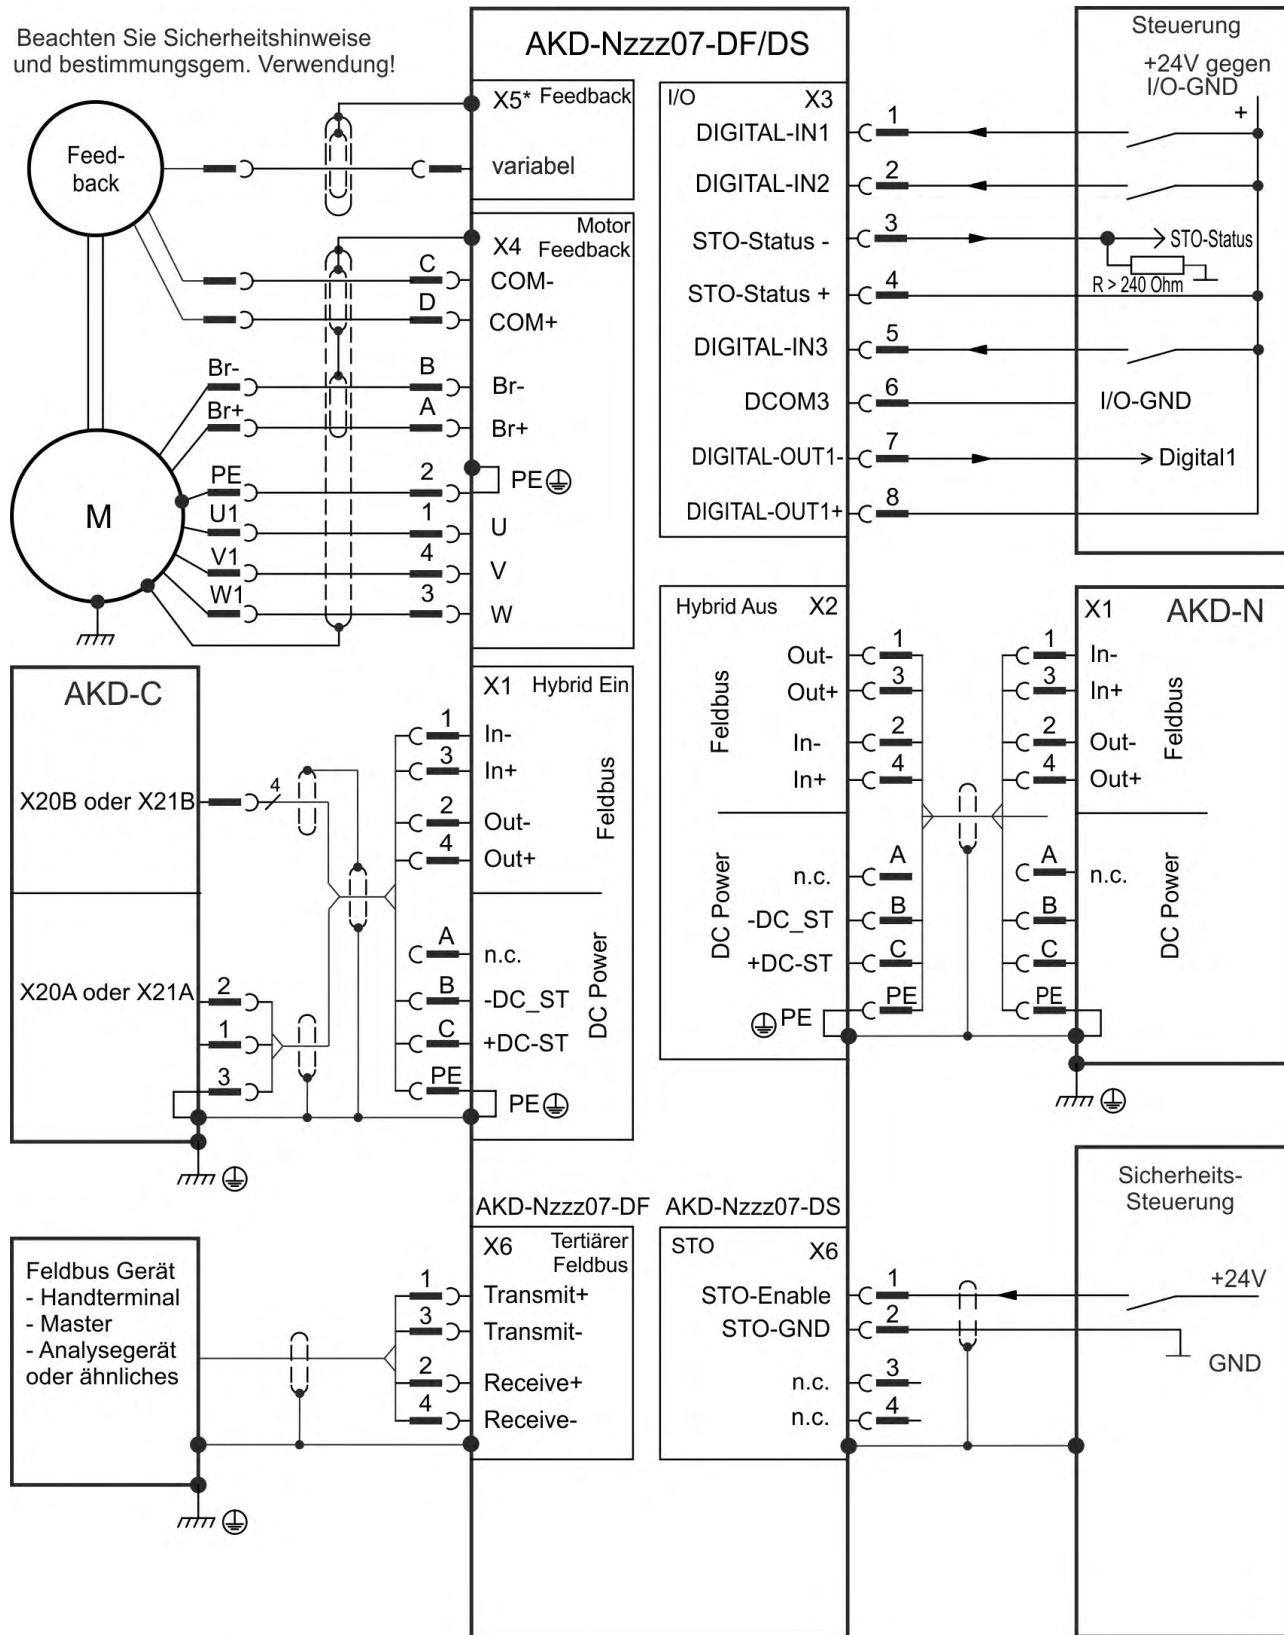 Beachten Sie Sicherheitshinweise
und bestimmungsgem. Verwendung!
AKD-Nzzz07-DF/DS
Feed-
back
X5* Feedback
variabel
Motor
X4 Feedback
C
COM-
D
COM+
Br-
B
Br-
Br+
A
Br+
PE
2
PE
M
U1
1
U
V1
4
V
W1
3
W
I/O
X3
DIGITAL-IN1
1
DIGITAL-IN2
2
STO-Status -
3
STO-Status +
4
DIGITAL-IN3
5
DCOM3
6
DIGITAL-OUT1-
7
DIGITAL-OUT1+
8
Steuerung
+24V gegen
I/O-GND
+
STO-Status
R > 240 Ohm
I/O-GND
Digital1
AKD-C
X20B oder X21B
4
X20A oder X21A
2
1
3
X1 Hybrid Ein
1
In-
3
In+
2
Out-
4
Out+
Feldbus
A
n.c.
B
-DC_ST
C
+DC-ST
PE
PE
DC Power
Hybrid Aus X2
Feldbus
Out-
1
Out+
3
In-
2
In+
4
DC Power
n.c.
A
-DC_ST
B
+DC-ST
C
PE
PE
X1 AKD-N
1
In-
3
In+
2
Out-
4
Out+
Feldbus
A
n.c.
B
C
PE
DC Power
AKD-Nzzz07-DF
AKD-Nzzz07-DS
Feldbus Gerät
- Handterminal
- Master
- Analysegerät
oder ähnliches
X6 Tertiärer
Feldbus
1
Transmit+
3
Transmit-
2
Receive+
4
Receive-
STO
X6
STO-Enable
1
STO-GND
2
n.c.
3
n.c.
4
Sicherheits-
Steuerung
+24V
GND